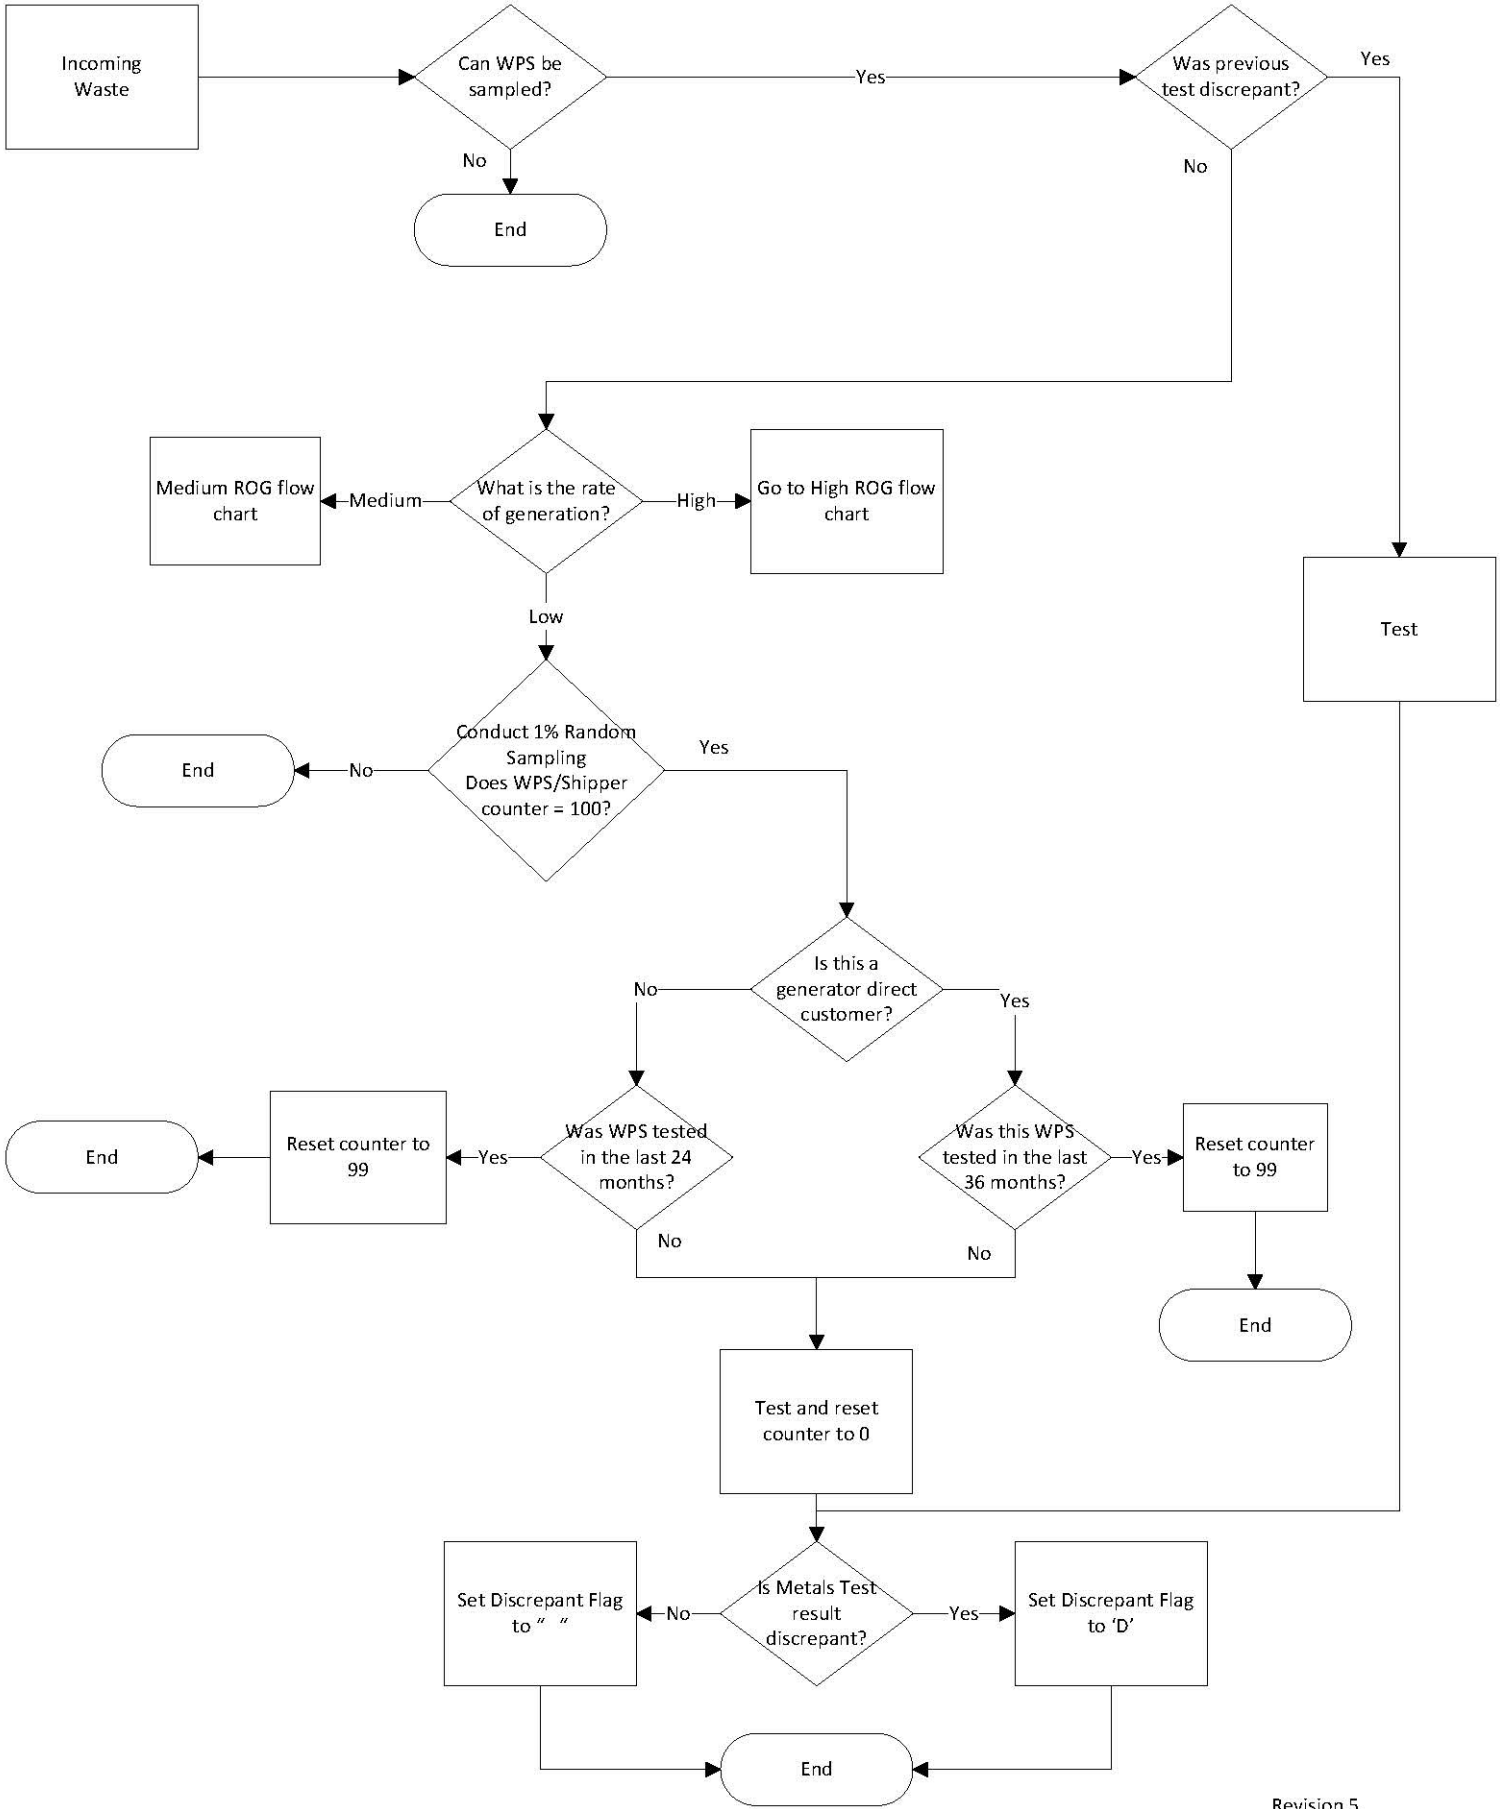 Incoming
Waste
Can WPS be
sampled?
Yes
Was previous
test discrepant?
Yes
No
End
No
Medium ROG flow
chart
Medium
What is the rate
of generation?
High
Go to High ROG flow
chart
Low
Test
Conduct 1% Random
Sampling
Does WPS/Shipper
counter = 100?
No
End
Yes
Is this a
generator direct
customer?
No
Yes
End
Reset counter to
99
Yes
Was WPS tested
in the last 24
months?
No
Was this WPS
tested in the last
36 months?
Yes
Reset counter
to 99
No
End
Test and reset
counter to 0
Set Discrepant Flag
to “  “
No
Is Metals Test
result
discrepant?
Yes
Set Discrepant Flag
to ‘D’
End
Revision 5